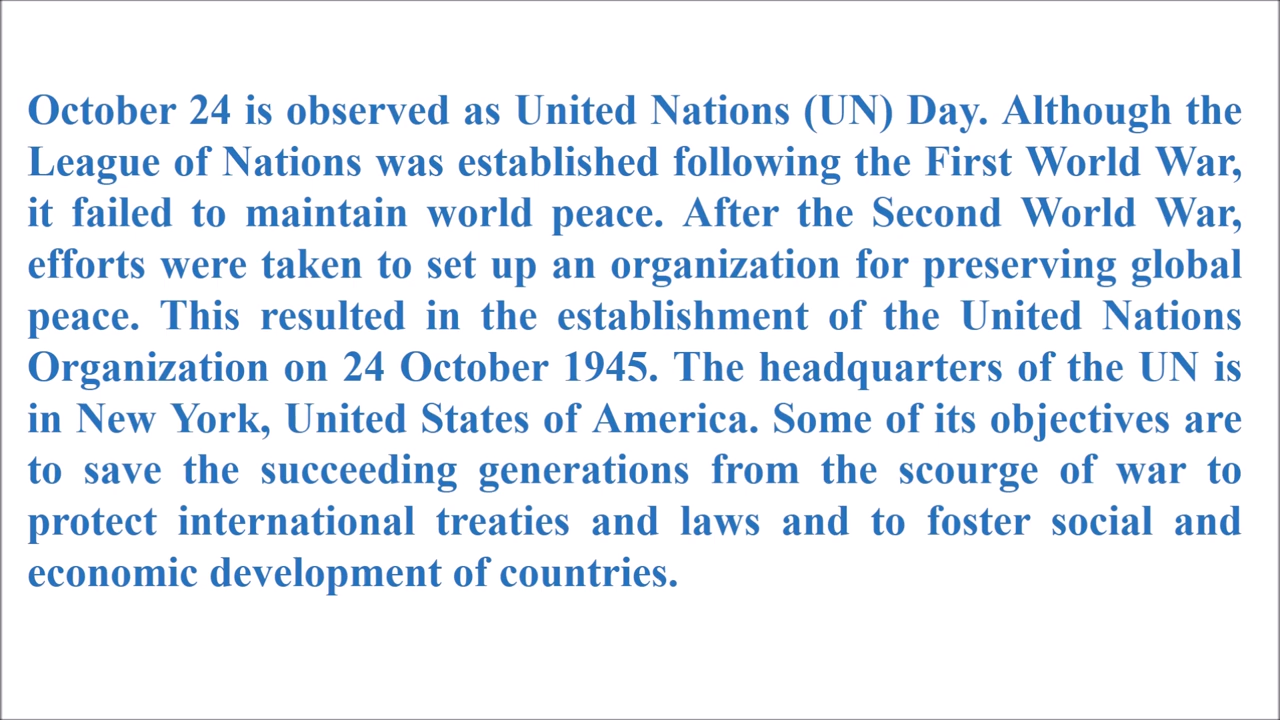 October 24 is observed as United Nations (UN) Day. Although the
League of Nations was established following the First World War,
it failed to maintain world peace. After the Second World War,
efforts were taken to set up an organization for preserving global
peace. This resulted in the establishment of the United Nations
Organization on 24 October 1945. The headquarters of the UN is
in New York, United States of America. Some of its objectives are
to save the succeeding generations from the scourge of war to
protect international treaties and laws and to foster social and
economic development of countries.